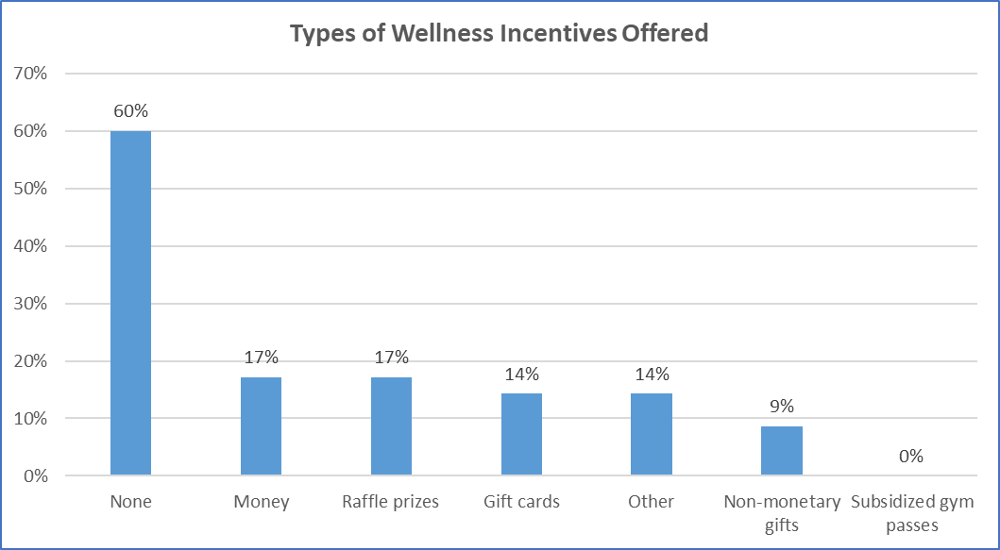 Types of Wellness Incentives Offered
70%
60%
50%
40%
30%
20%
10%
0%
60%
17%
17%
14%
14%
9%
0%
None
Money
Raffle prizes
Gift cards
Other
Non-monetary
gifts
Subsidized gym
passes